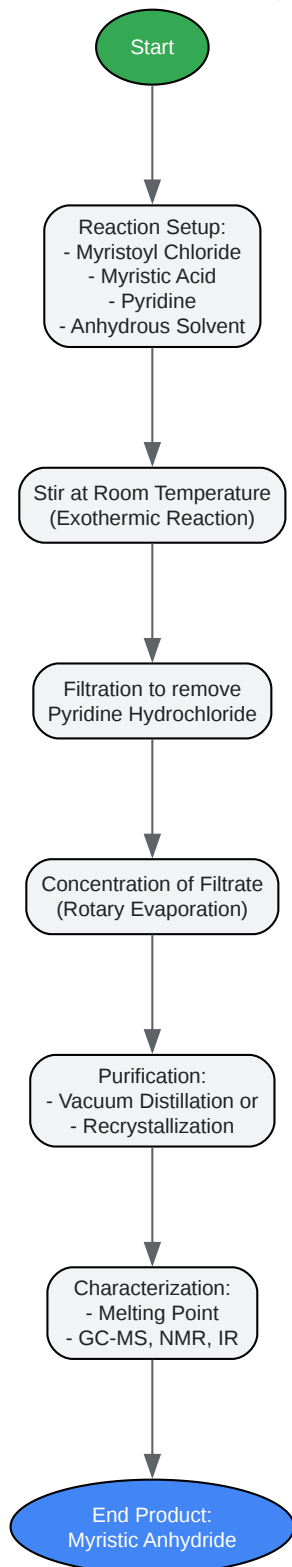 Start
Reaction Setup:
- Myristoyl Chloride
- Myristic Acid
- Pyridine
- Anhydrous Solvent
Stir at Room Temperature
(Exothermic Reaction)
Filtration to remove
Pyridine Hydrochloride
Concentration of Filtrate
(Rotary Evaporation)
Purification:
- Vacuum Distillation or
- Recrystallization
Characterization:
- Melting Point
- GC-MS, NMR, IR
End Product:
Myristic Anhydride